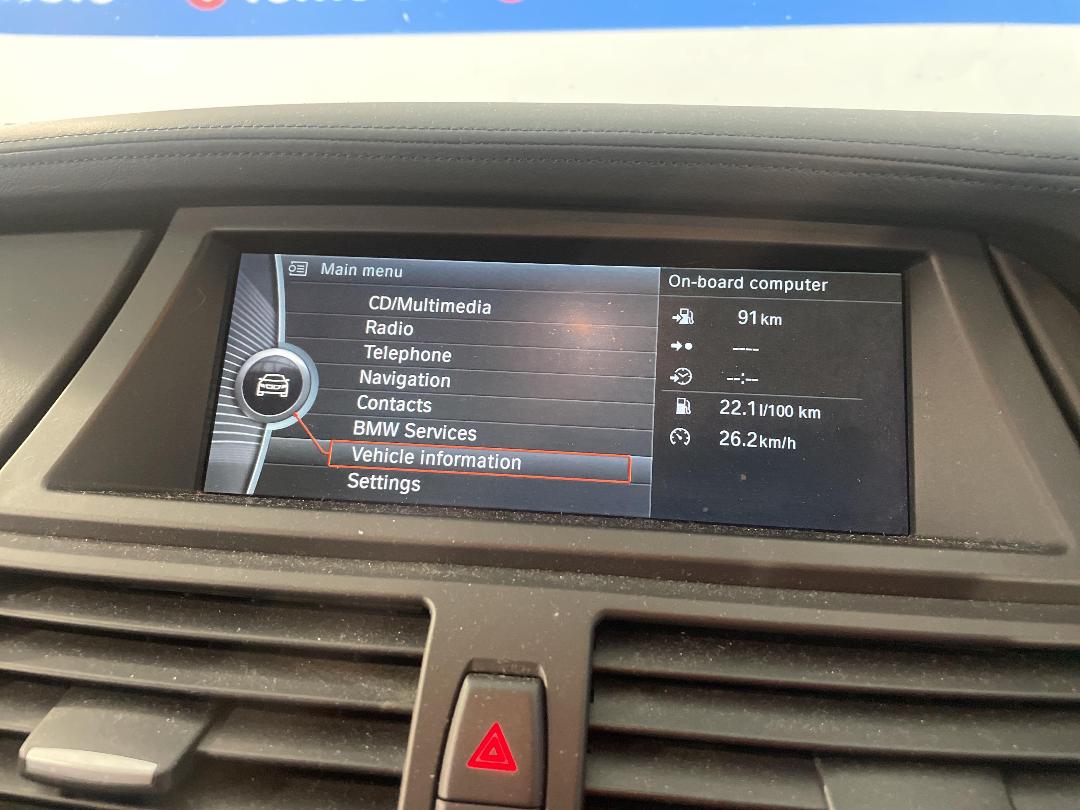 Main menu
CD/Multimedia
Radio
Telephone
Navigation
Contacts
BMW Services
Vehicle information
Settings
On-board computer
91 km
----
--:--
22.1 l/100 km
26.2 km/h